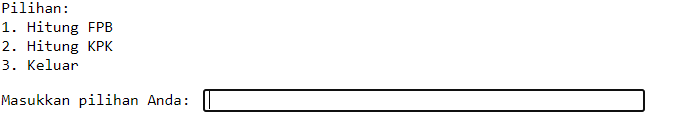 Pilihan:
1. Hitung FPB
2. Hitung KPK
3. Keluar
Masukkan pilihan Anda: